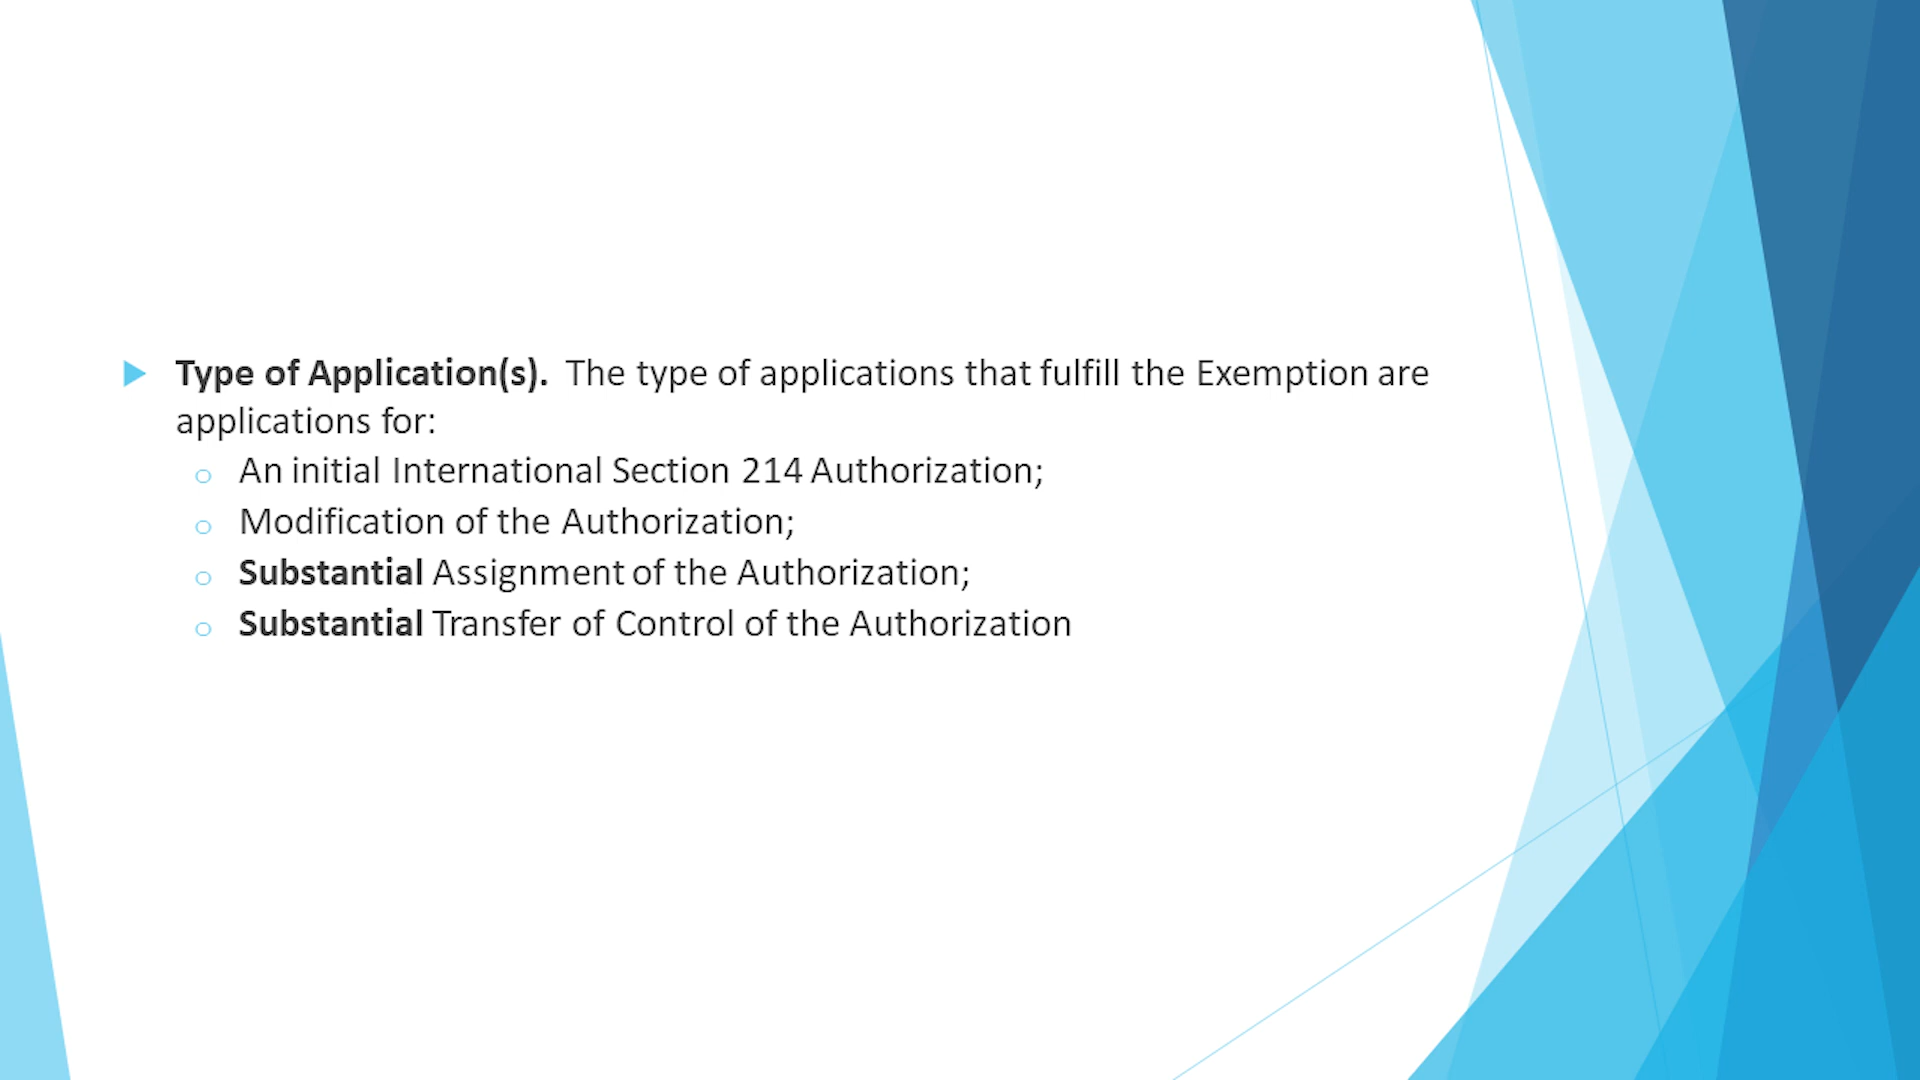 Type of Application(s).  The type of applications that fulfill the Exemption are
applications for:
An initial International Section 214 Authorization;
Modification of the Authorization;
Substantial Assignment of the Authorization;
Substantial Transfer of Control of the Authorization